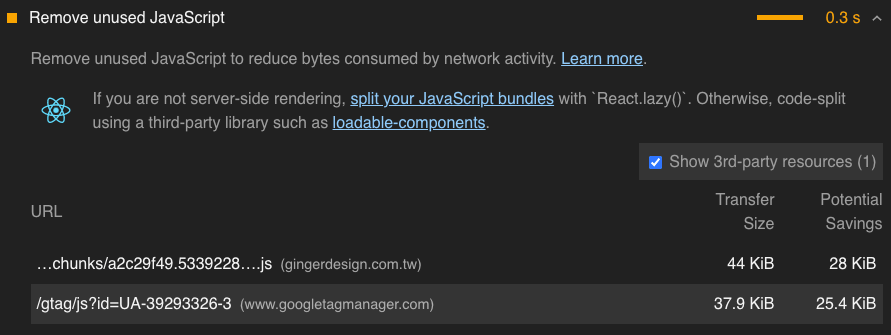 Remove unused JavaScript 0.3 s
Remove unused JavaScript to reduce bytes consumed by network activity. Learn more.
If you are not server-side rendering, split your JavaScript bundles with `React.lazy()`. Otherwise, code-split
using a third-party library such as loadable-components.
Show 3rd-party resources (1)
URL Transfer Size Potential Savings
…chunks/a2c29f49.5339228….js (gingerdesign.com.tw) 44 KiB 28 KiB
/gtag/js?id=UA-39293326-3 (www.googletagmanager.com) 37.9 KiB 25.4 KiB